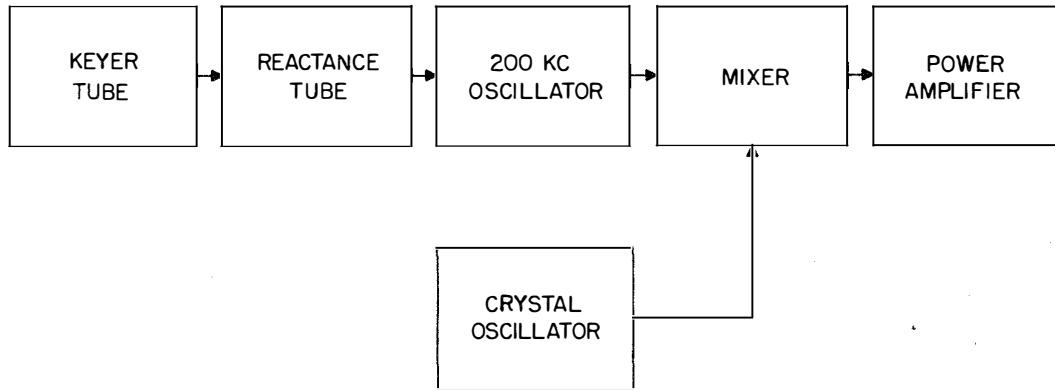 KEYER
TUBE
REACTANCE
TUBE
200 KC
OSCILLATOR
MIXER
POWER
AMPLIFIER
CRYSTAL
OSCILLATOR